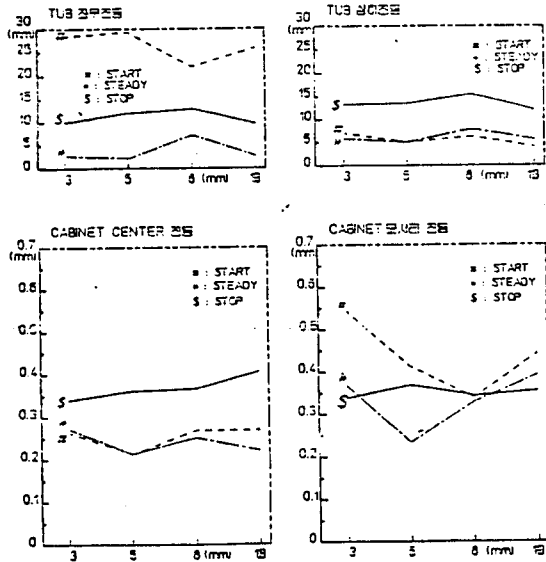 TUB 좌우진동
(mm)
30
25
20
15
10
5
0
¤ : START
* : STEADY
S : STOP
3 5 8 (mm) 13
TUB 상하진동
(mm)
30
25
20
15
10
5
0
¤ : START
* : STEADY
S : STOP
3 5 8 (mm) 13
CABINET CENTER 진동
0.7
(mm)
0.6
0.5
0.4
0.3
0.2
0.1
0
¤ : START
* : STEADY
S : STOP
3 5 8 (mm) 13
CABINET 모서리 진동
0.7
(mm)
0.6
0.5
0.4
0.3
0.2
0.1
0
¤ : START
* : STEADY
S : STOP
3 5 8 (mm) 13